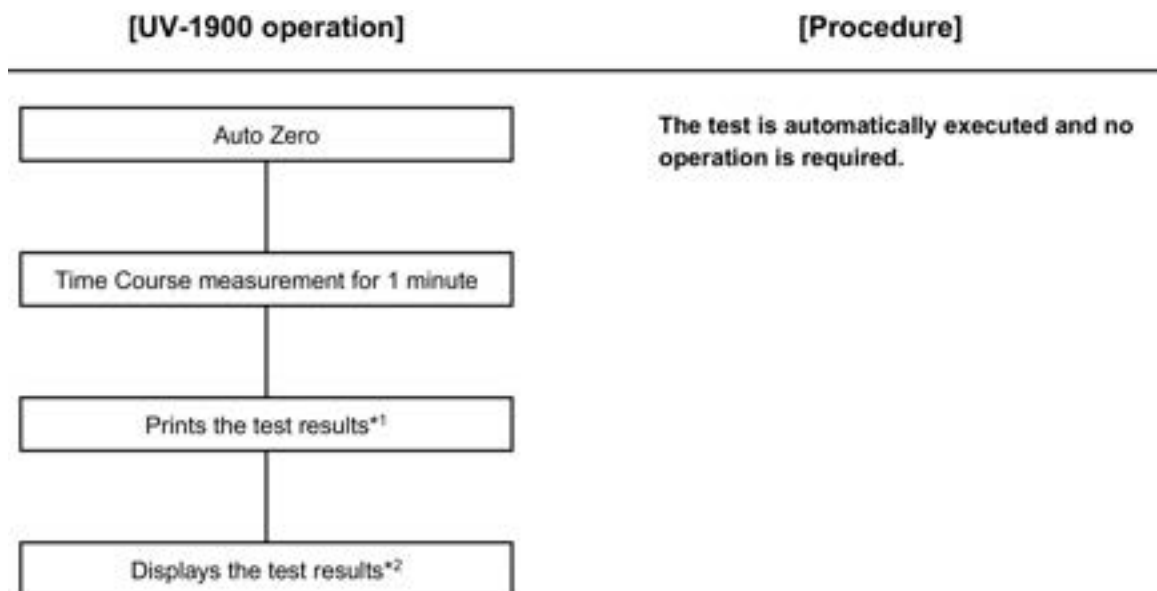 [UV-1900 operation]
[Procedure]
Auto Zero
The test is automatically executed and no
operation is required.
Time Course measurement for 1 minute
Prints the test results*1
Displays the test results*2